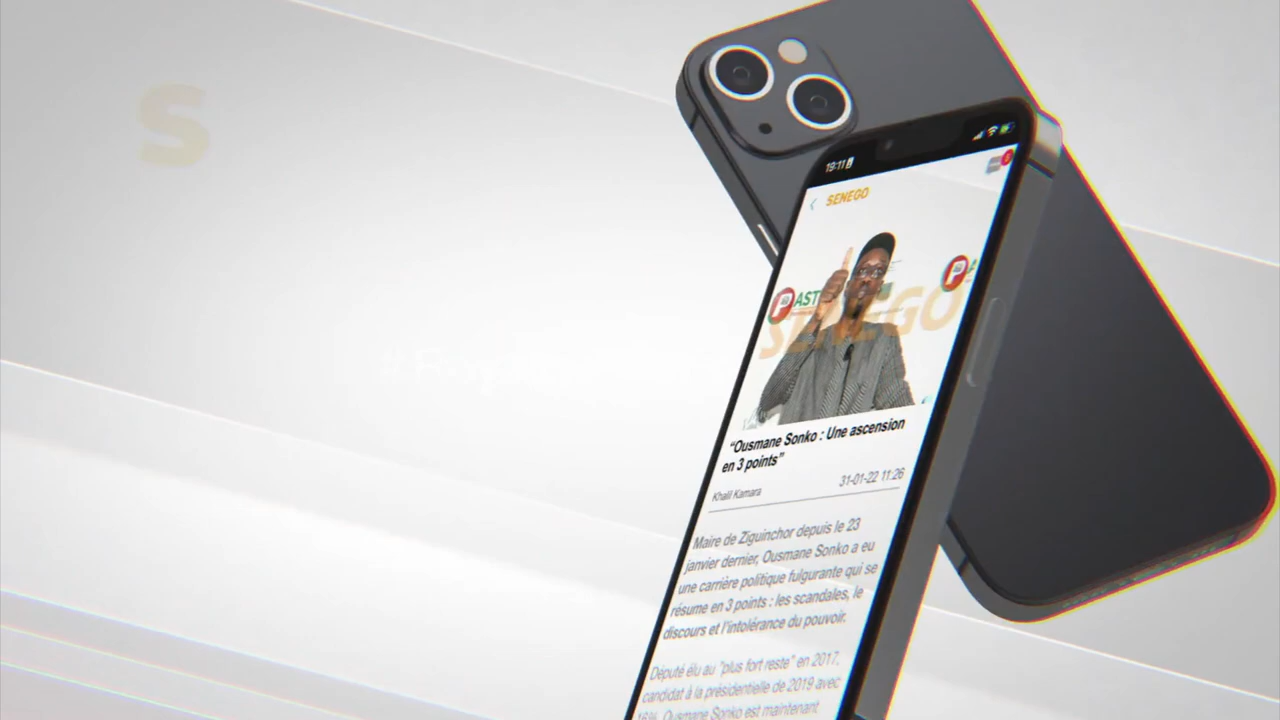 S
19:11
SENEGO
PAST
PAS
SENEGO
“Ousmane Sonko : Une ascension
en 3 points”
Khalil Kamara
31-01-22 11:26
Maire de Ziguinchor depuis le 23
janvier dernier, Ousmane Sonko a eu
une carrière politique fulgurante qui se
résume en 3 points : les scandales, le
discours et l'intolérance du pouvoir.
Député élu au "plus fort reste" en 2017,
candidat à la présidentielle de 2019 avec
16%, Ousmane Sonko est maintenant